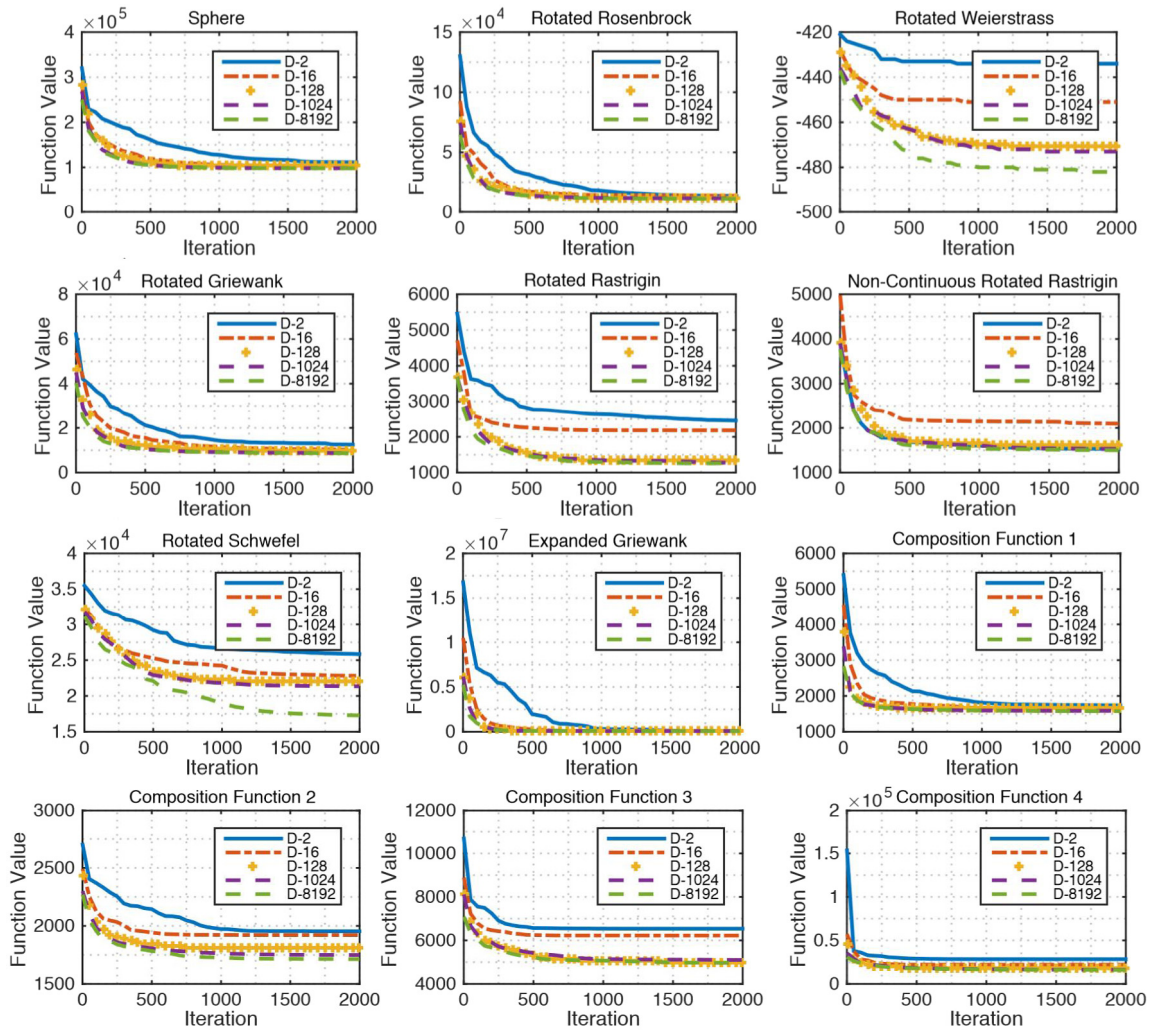 Sphere
×10^5
Function Value
4
3
2
1
0
D-2
D-16
D-128
D-1024
D-8192
0 500 1000 1500 2000
Iteration
Rotated Rosenbrock
×10^4
Function Value
15
10
5
0
D-2
D-16
D-128
D-1024
D-8192
0 500 1000 1500 2000
Iteration
Rotated Weierstrass
Function Value
-420
-440
-460
-480
-500
D-2
D-16
D-128
D-1024
D-8192
0 500 1000 1500 2000
Iteration
Rotated Griewank
×10^4
Function Value
8
6
4
2
0
D-2
D-16
D-128
D-1024
D-8192
0 500 1000 1500 2000
Iteration
Rotated Rastrigin
Function Value
6000
5000
4000
3000
2000
1000
D-2
D-16
D-128
D-1024
D-8192
0 500 1000 1500 2000
Iteration
Non-Continuous Rotated Rastrigin
Function Value
5000
4000
3000
2000
1000
D-2
D-16
D-128
D-1024
D-8192
0 500 1000 1500 2000
Iteration
Rotated Schwefel
×10^4
Function Value
4
3.5
3
2.5
2
1.5
D-2
D-16
D-128
D-1024
D-8192
0 500 1000 1500 2000
Iteration
Expanded Griewank
×10^7
Function Value
2
1.5
1
0.5
0
D-2
D-16
D-128
D-1024
D-8192
0 500 1000 1500 2000
Iteration
Composition Function 1
Function Value
6000
5000
4000
3000
2000
1000
D-2
D-16
D-128
D-1024
D-8192
0 500 1000 1500 2000
Iteration
Composition Function 2
Function Value
3000
2500
2000
1500
D-2
D-16
D-128
D-1024
D-8192
0 500 1000 1500 2000
Iteration
Composition Function 3
Function Value
12000
10000
8000
6000
4000
D-2
D-16
D-128
D-1024
D-8192
0 500 1000 1500 2000
Iteration
Composition Function 4
×10^5
Function Value
2
1.5
1
0.5
0
D-2
D-16
D-128
D-1024
D-8192
0 500 1000 1500 2000
Iteration